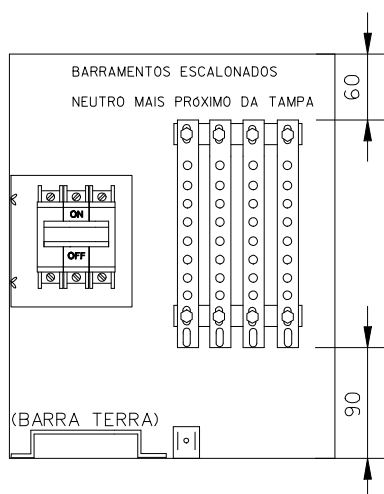 BARRAMENTOS ESCALONADOS
NEUTRO MAIS PRÓXIMO DA TAMPA
60
ON
OFF
90
(BARRA TERRA)